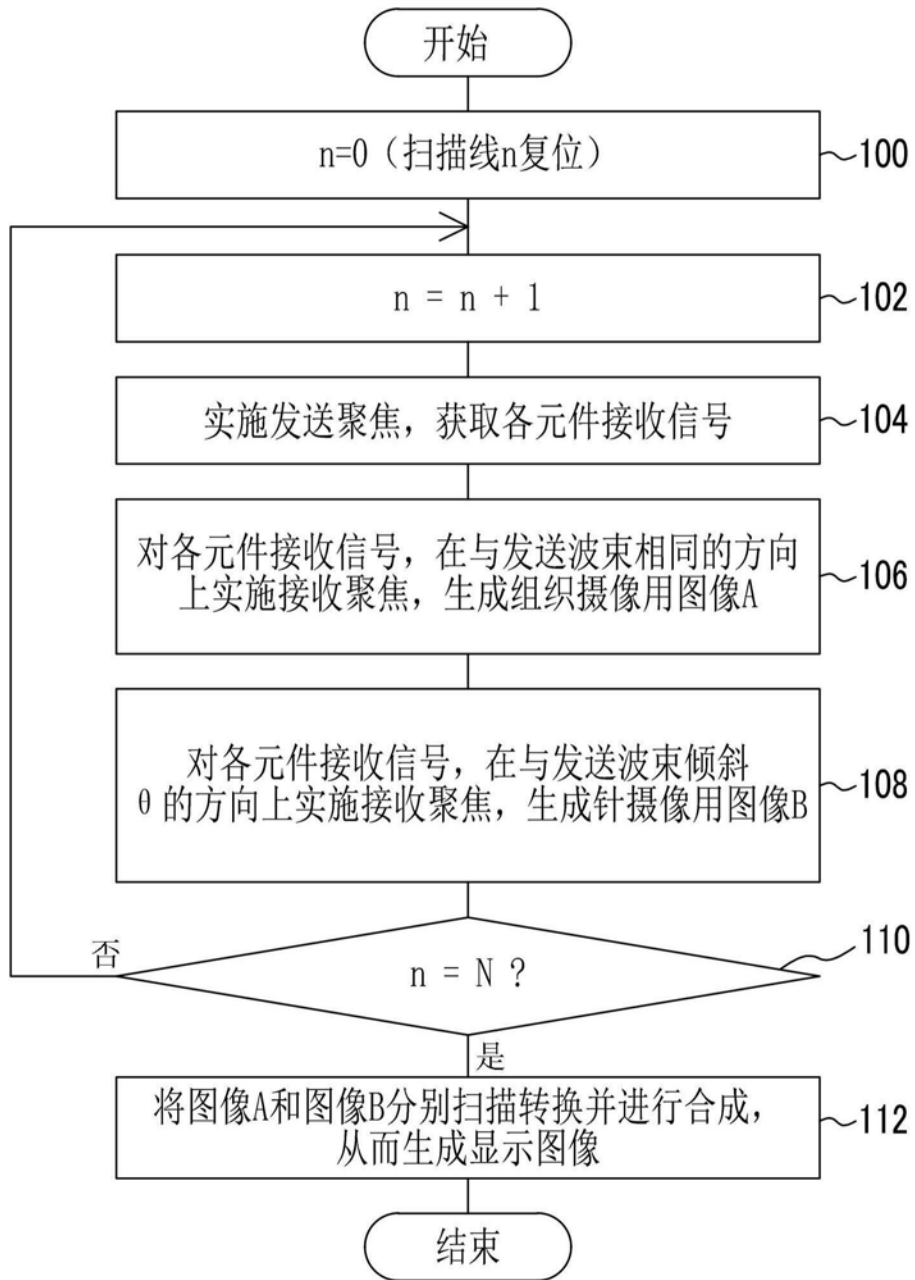 开始
n=0（扫描线n复位）
100
n = n + 1
102
实施发送聚焦，获取各元件接收信号
104
对各元件接收信号，在与发送波束相同的方向
上实施接收聚焦，生成组织摄像用图像A
106
对各元件接收信号，在与发送波束倾斜
θ的方向上实施接收聚焦，生成针摄像用图像B
108
n = N ?
110
否
是
将图像A和图像B分别扫描转换并进行合成，
从而生成显示图像
112
结束